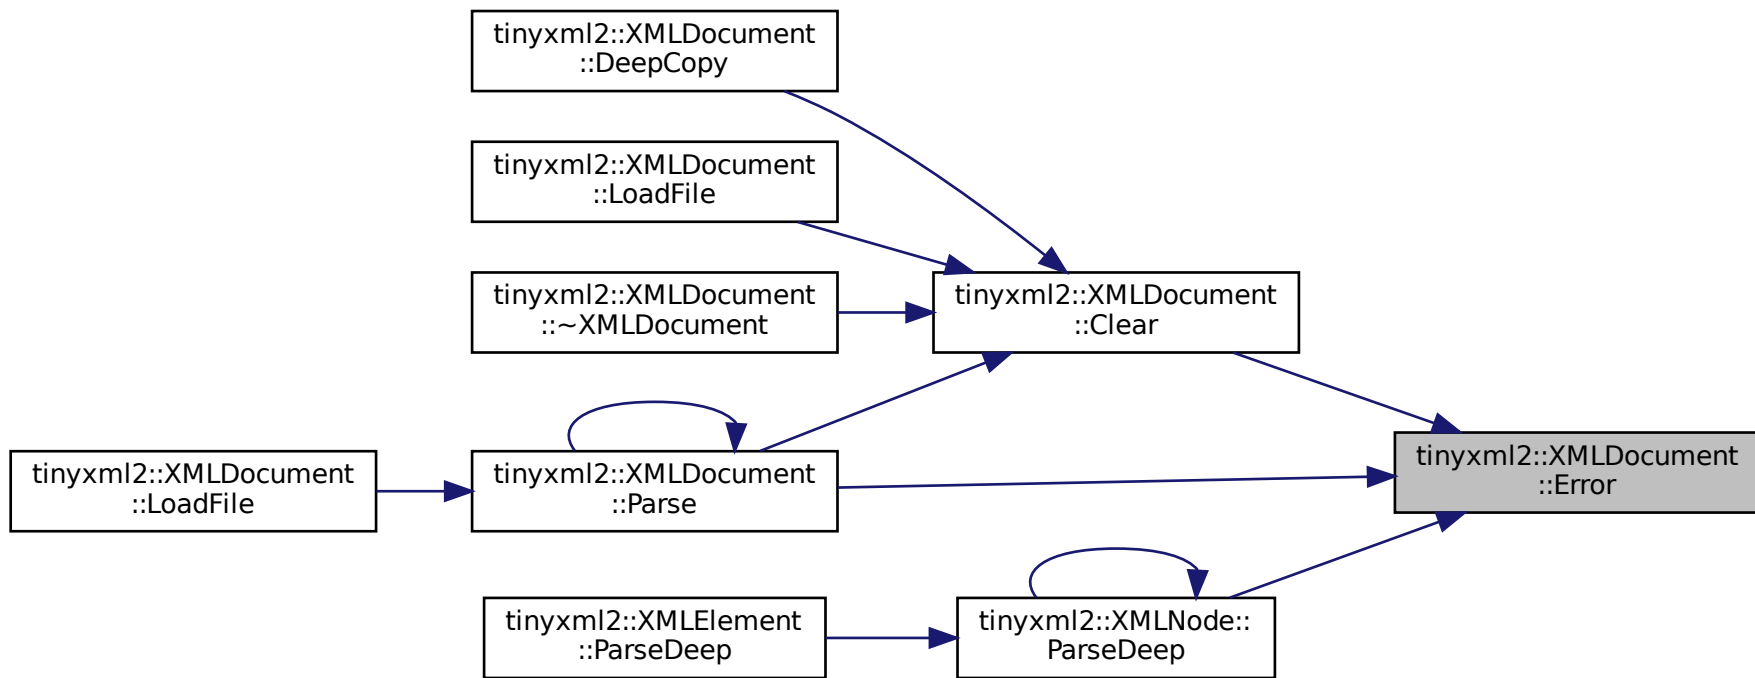 tinyxml2::XMLDocument
::DeepCopy
tinyxml2::XMLDocument
::LoadFile
tinyxml2::XMLDocument
::~XMLDocument
tinyxml2::XMLDocument
::Clear
tinyxml2::XMLDocument
::LoadFile
tinyxml2::XMLDocument
::Parse
tinyxml2::XMLDocument
::Error
tinyxml2::XMLElement
::ParseDeep
tinyxml2::XMLNode::
ParseDeep